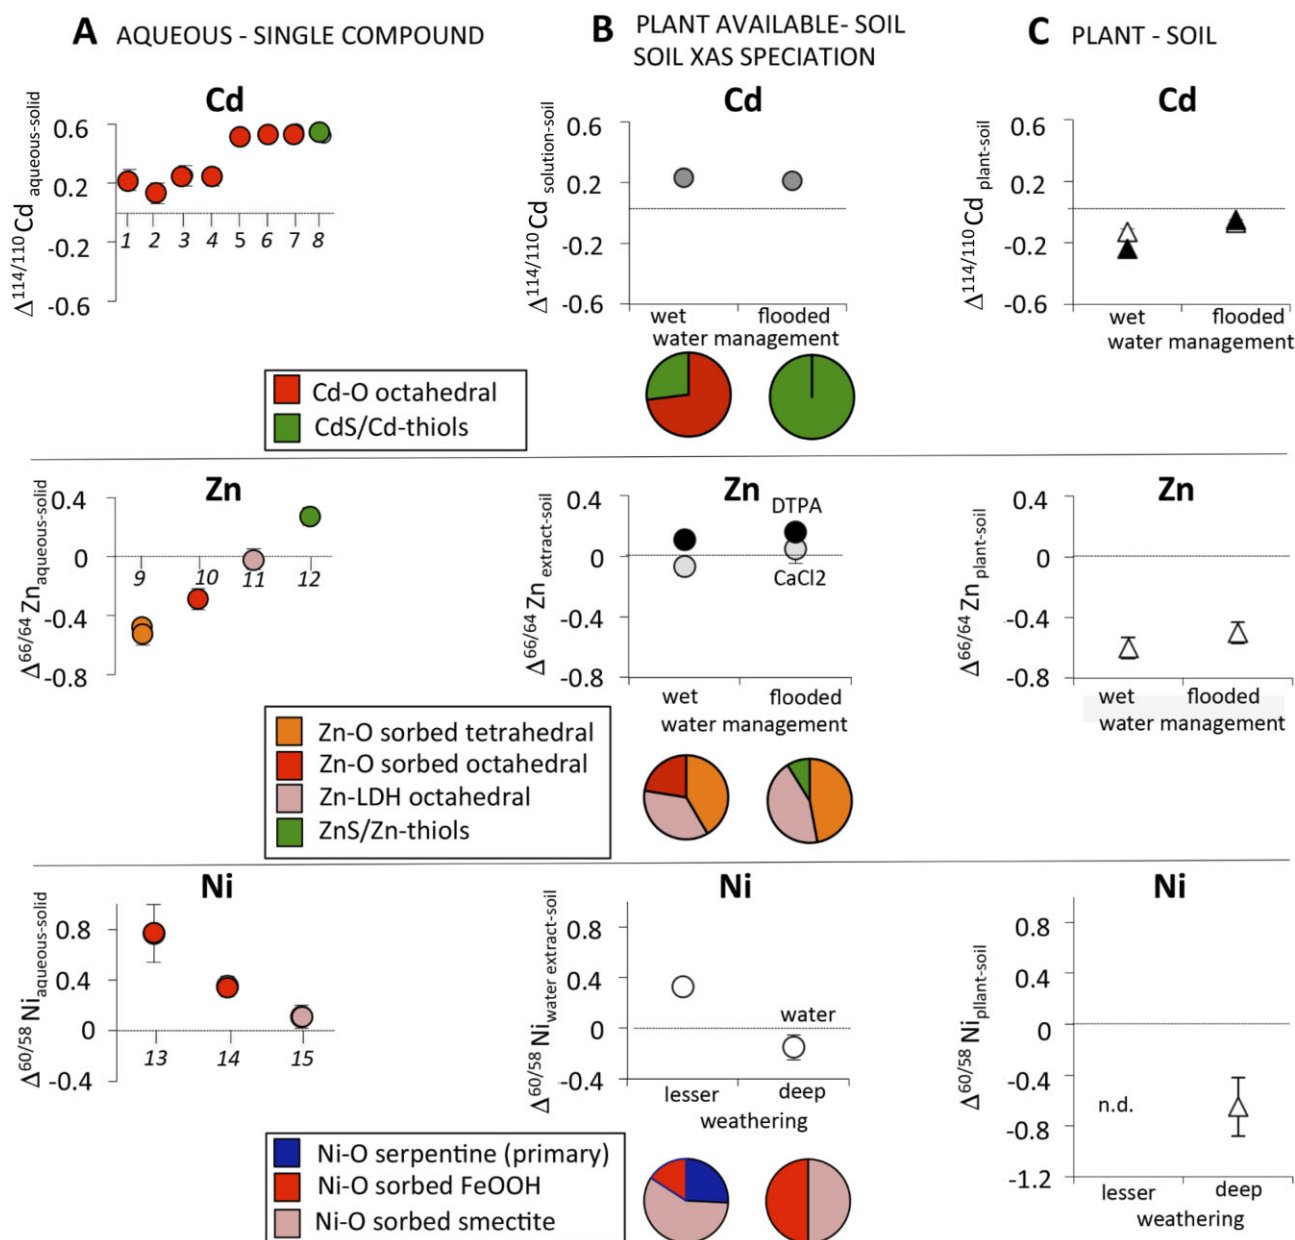 A AQUEOUS - SINGLE COMPOUND
B PLANT AVAILABLE- SOIL
SOIL XAS SPECIATION
C PLANT - SOIL
Cd
Δ114/110Cd aqueous-solid
0.6
0.2
-0.2
-0.6
1 2 3 4 5 6 7 8
Cd
Δ114/110Cd solution-soil
0.6
0.2
-0.2
-0.6
wet flooded
water management
Cd
Δ114/110Cd plant-soil
0.6
0.2
-0.2
-0.6
wet flooded
water management
Cd-O octahedral
CdS/Cd-thiols
Zn
Δ66/64Zn aqueous-solid
0.4
0
-0.4
-0.8
9 10 11 12
Zn
Δ66/64Zn extract-soil
0.4
0
-0.4
-0.8
DTPA
CaCl2
wet flooded
water management
Zn
Δ66/64Zn plant-soil
0.4
0
-0.4
-0.8
wet flooded
water management
Zn-O sorbed tetrahedral
Zn-O sorbed octahedral
Zn-LDH octahedral
ZnS/Zn-thiols
Ni
Δ60/58Ni aqueous-solid
0.8
0.4
0
-0.4
13 14 15
Ni
Δ60/58Ni water extract-soil
0.8
0.4
0
-0.4
water
lesser deep
weathering
Ni
Δ60/58Ni pllant-soil
0.8
0.4
0
-0.4
-0.8
-1.2
n.d.
lesser deep
weathering
Ni-O serpentine (primary)
Ni-O sorbed FeOOH
Ni-O sorbed smectite